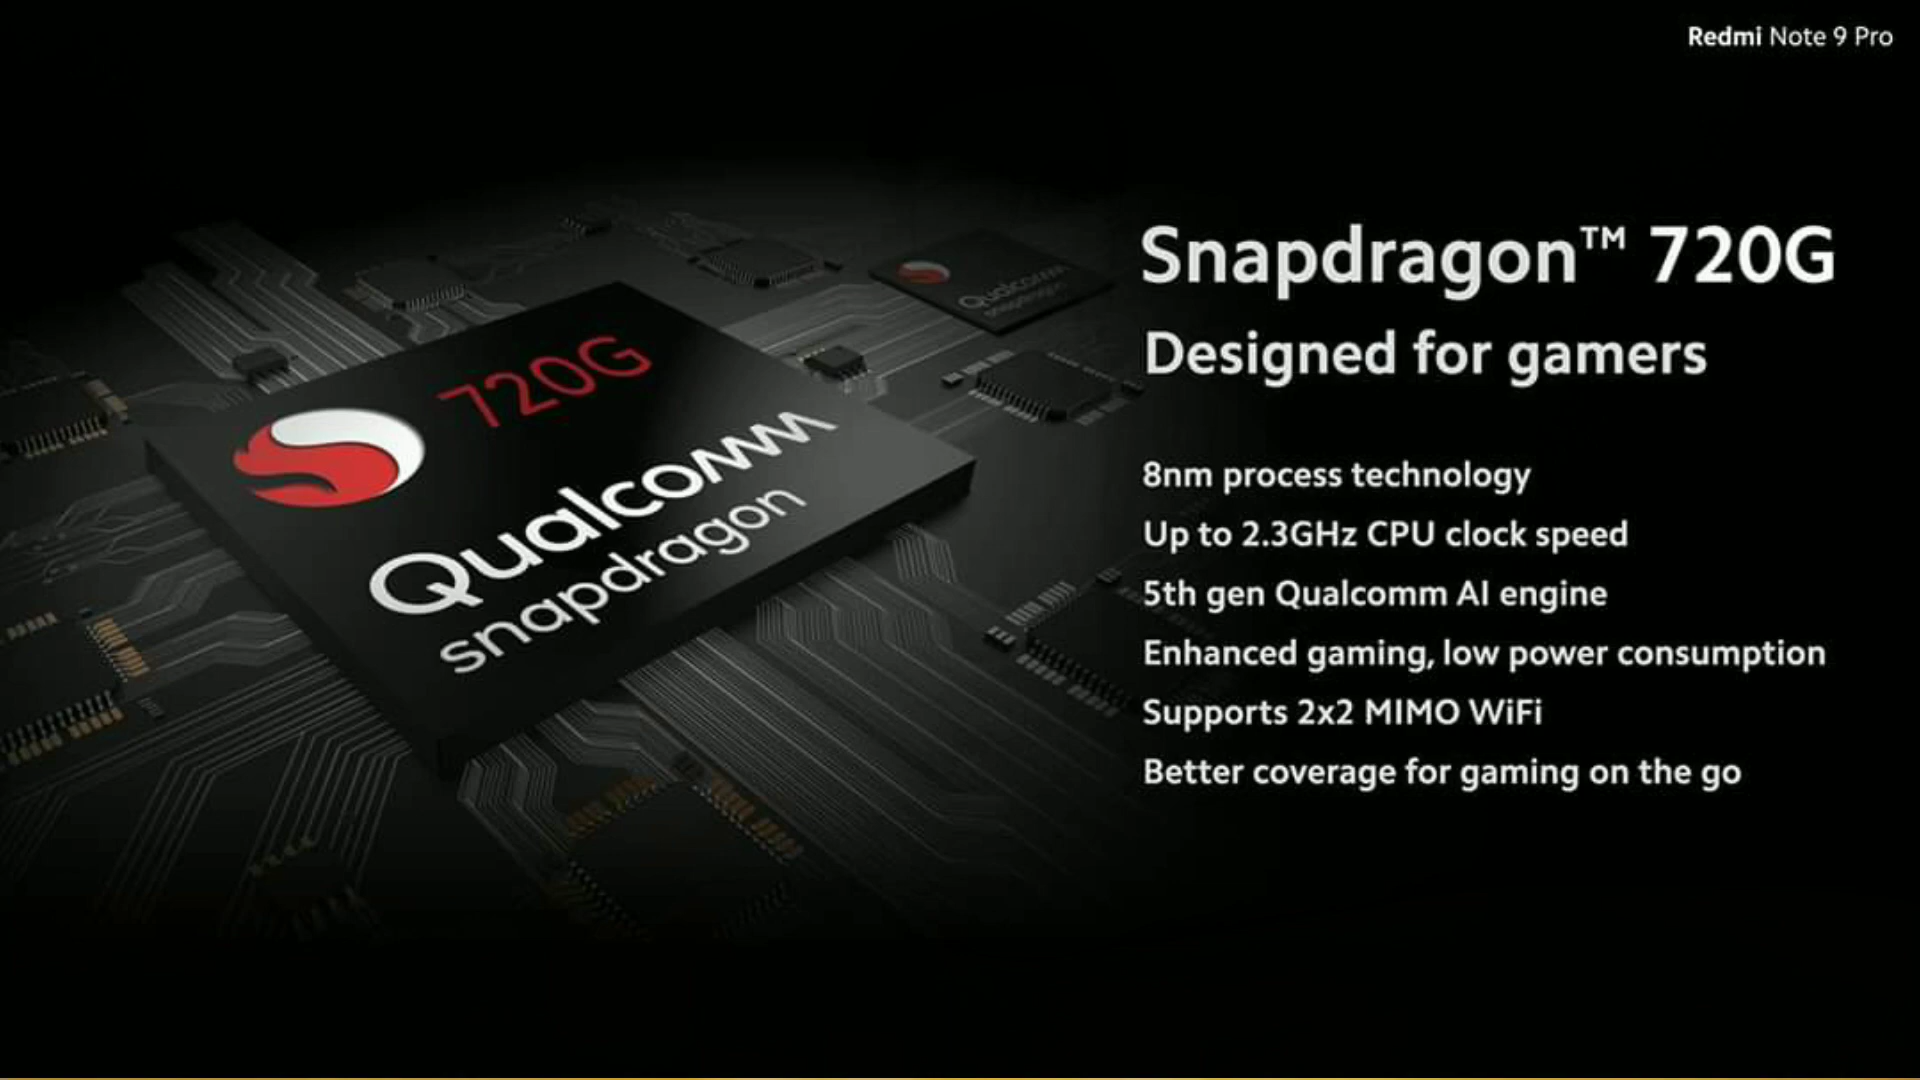 Redmi Note 9 Pro
Snapdragon™ 720G
Designed for gamers
8nm process technology
Up to 2.3GHz CPU clock speed
5th gen Qualcomm AI engine
Enhanced gaming, low power consumption
Supports 2x2 MIMO WiFi
Better coverage for gaming on the go
720G
Qualcomm
snapdragon
Qualcomm
snapdragon